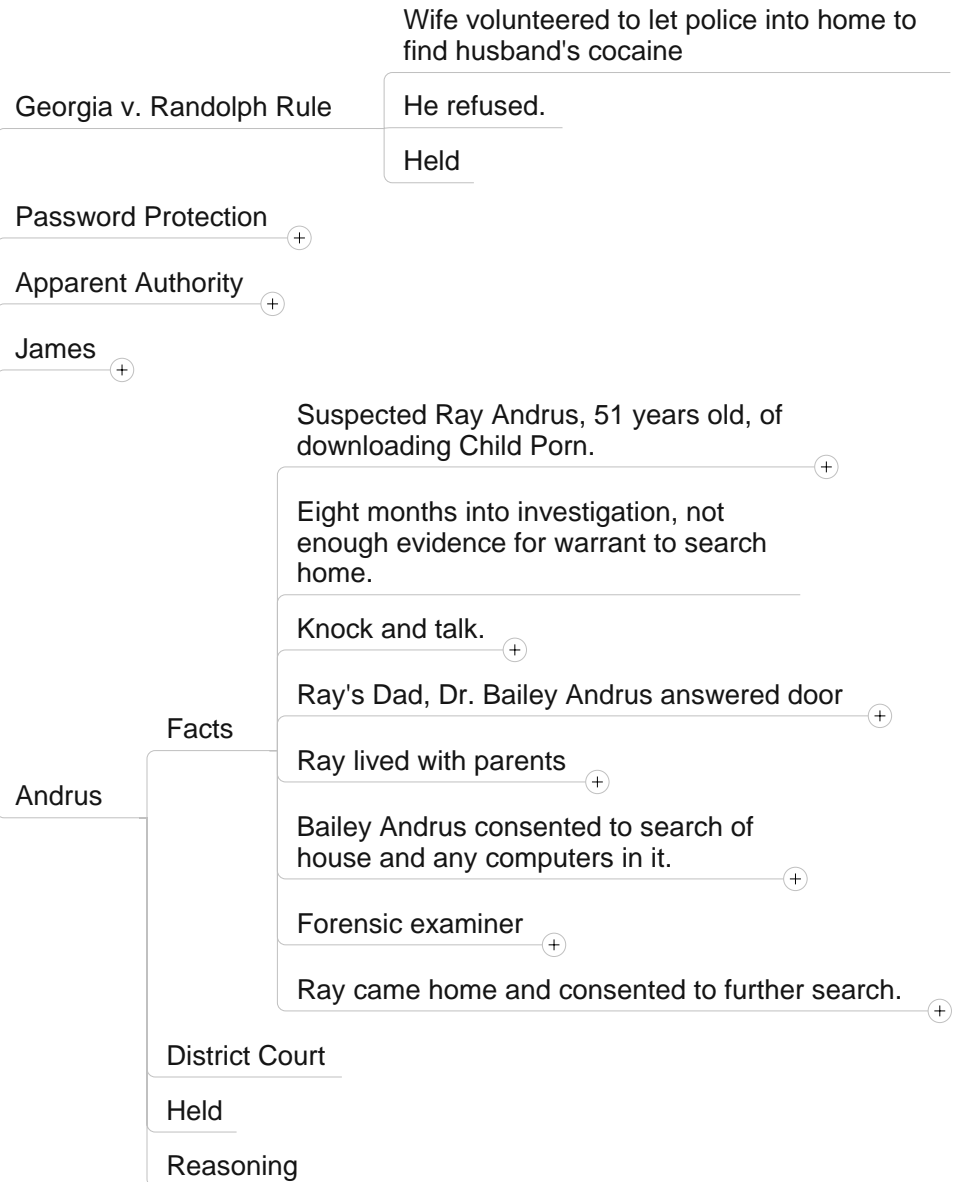 Wife volunteered to let police into home to
find husband's cocaine
Georgia v. Randolph Rule
He refused.
Held
Password Protection
Apparent Authority
James
Suspected Ray Andrus, 51 years old, of
downloading Child Porn.
Eight months into investigation, not
enough evidence for warrant to search
home.
Knock and talk.
Ray's Dad, Dr. Bailey Andrus answered door
Facts
Ray lived with parents
Andrus
Bailey Andrus consented to search of
house and any computers in it.
Forensic examiner
Ray came home and consented to further search.
District Court
Held
Reasoning